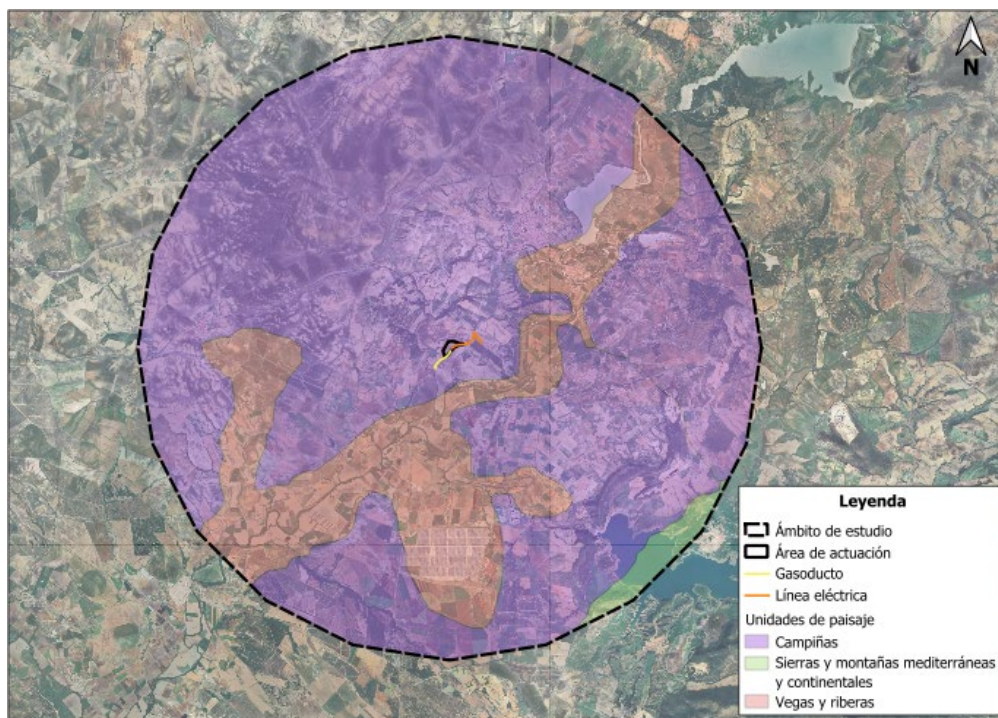 N
Leyenda
Ámbito de estudio
Área de actuación
Gasoducto
Línea eléctrica
Unidades de paisaje
Campiñas
Sierras y montañas mediterráneas
y continentales
Vegas y riberas